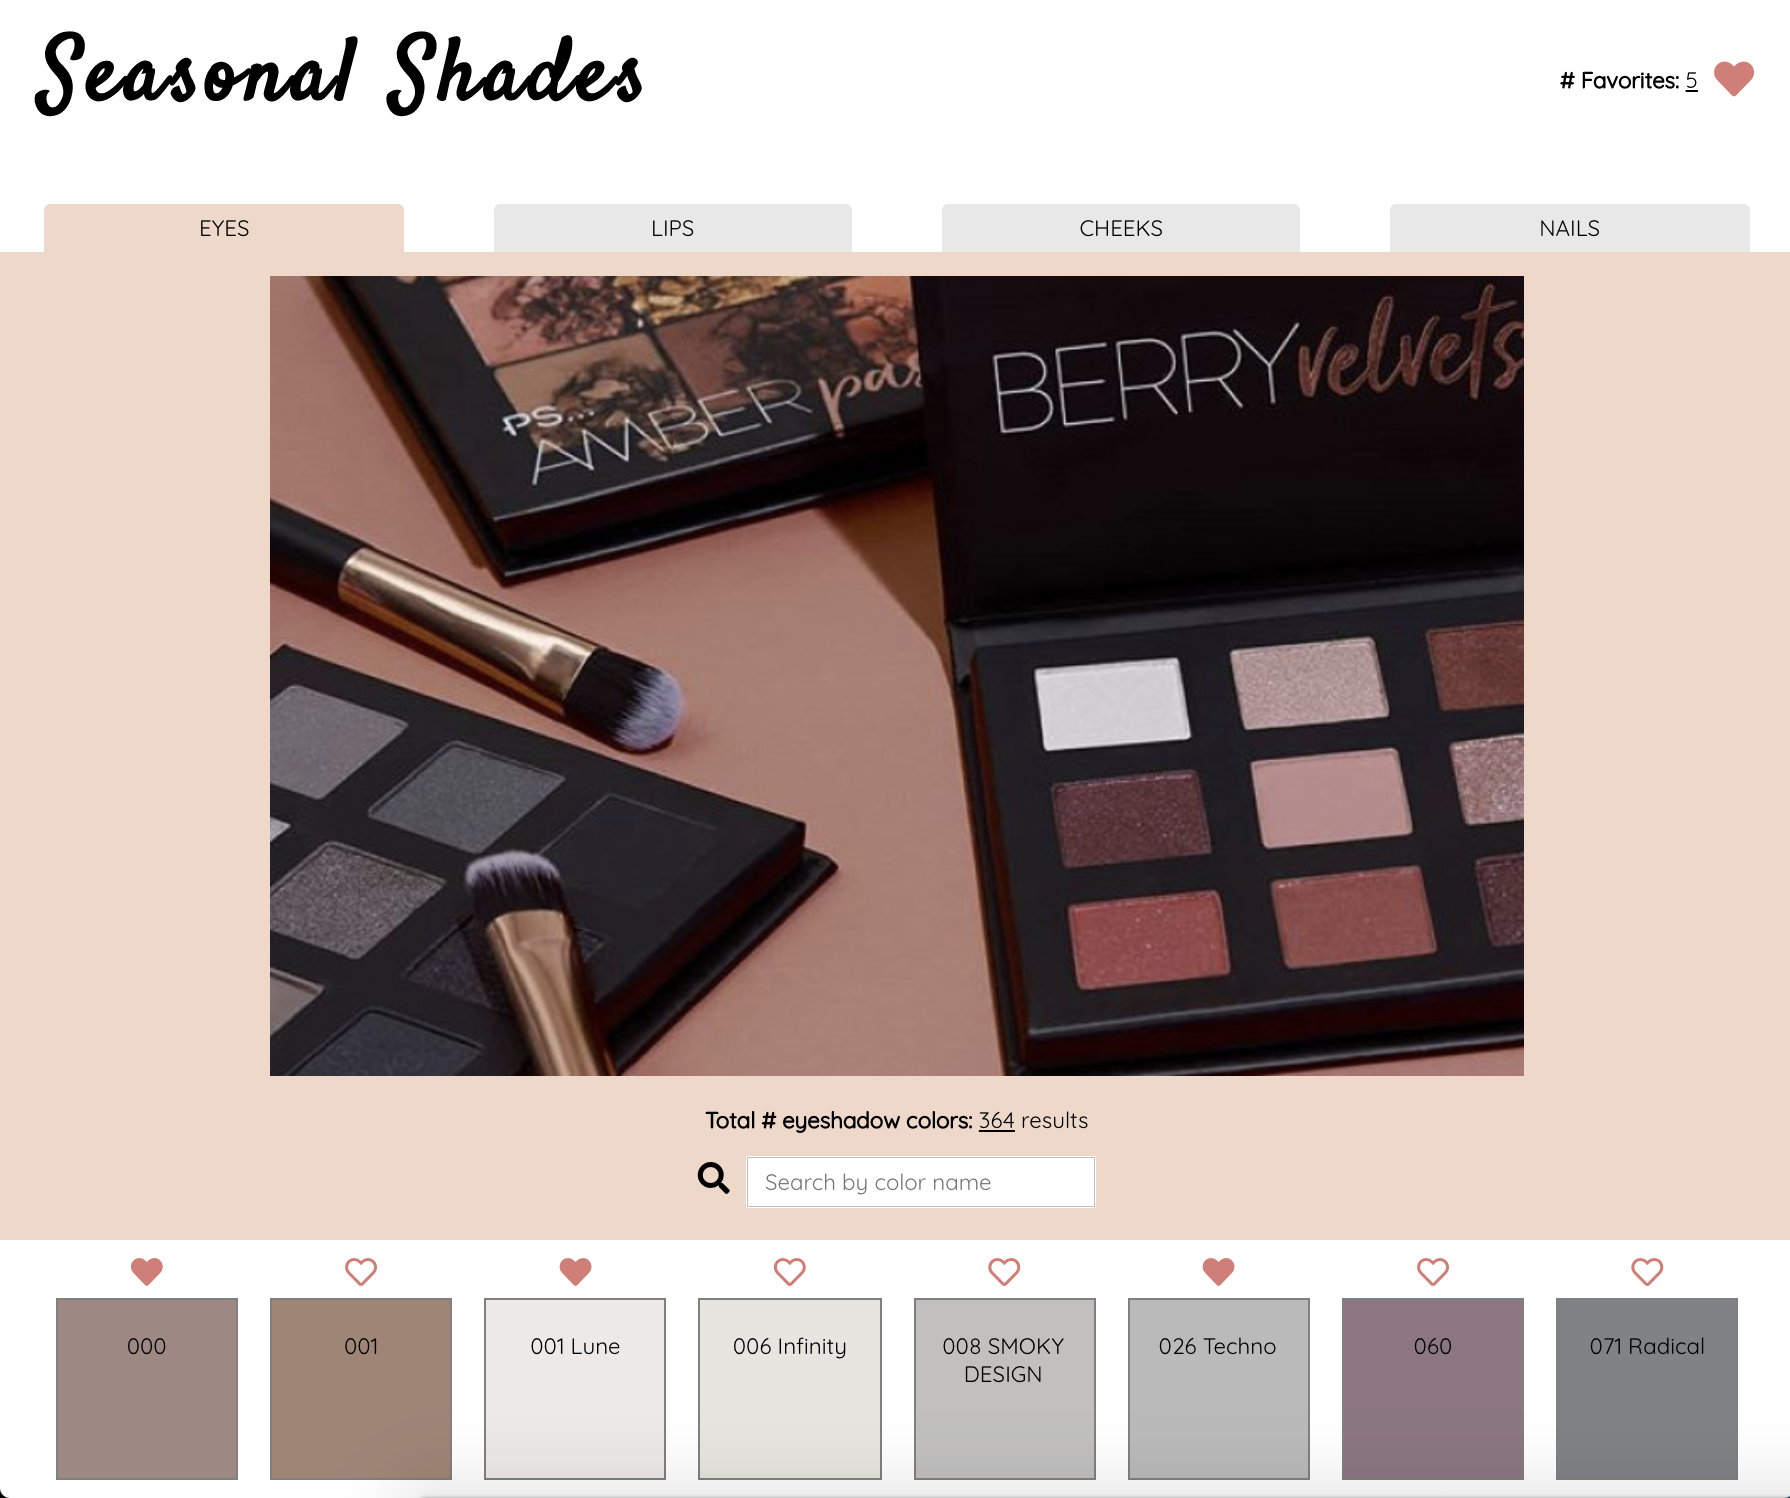 Seasonal Shades
# Favorites: 5
EYES
LIPS
CHEEKS
NAILS
PS...
AMBER
BERRY velvets
Total # eyeshadow colors: 364 results
Search by color name
000
001
001 Lune
006 Infinity
008 SMOKY
DESIGN
026 Techno
060
071 Radical